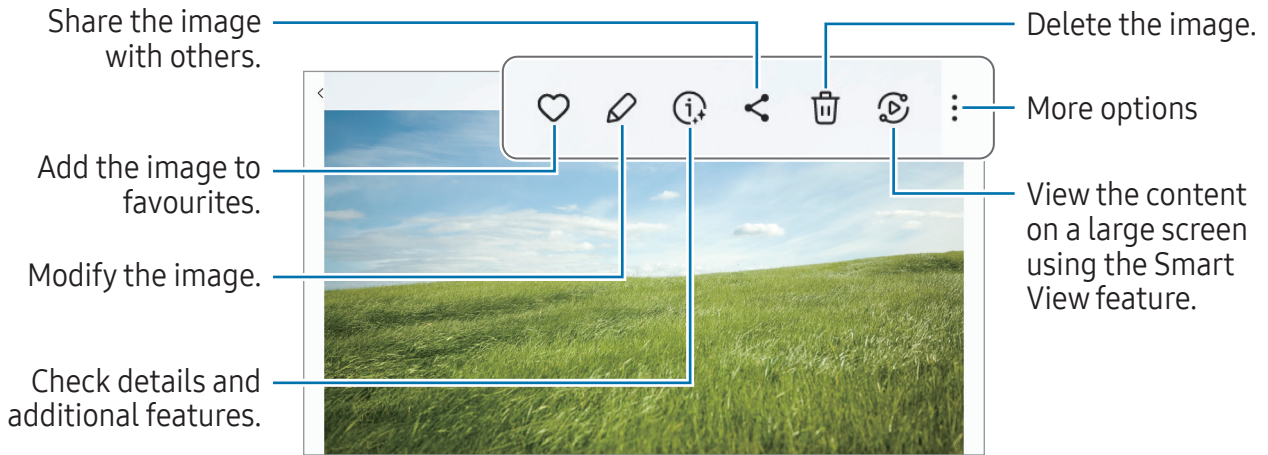 Share the image
with others.
Add the image to
favourites.
Modify the image.
Check details and
additional features.
Delete the image.
More options
View the content
on a large screen
using the Smart
View feature.